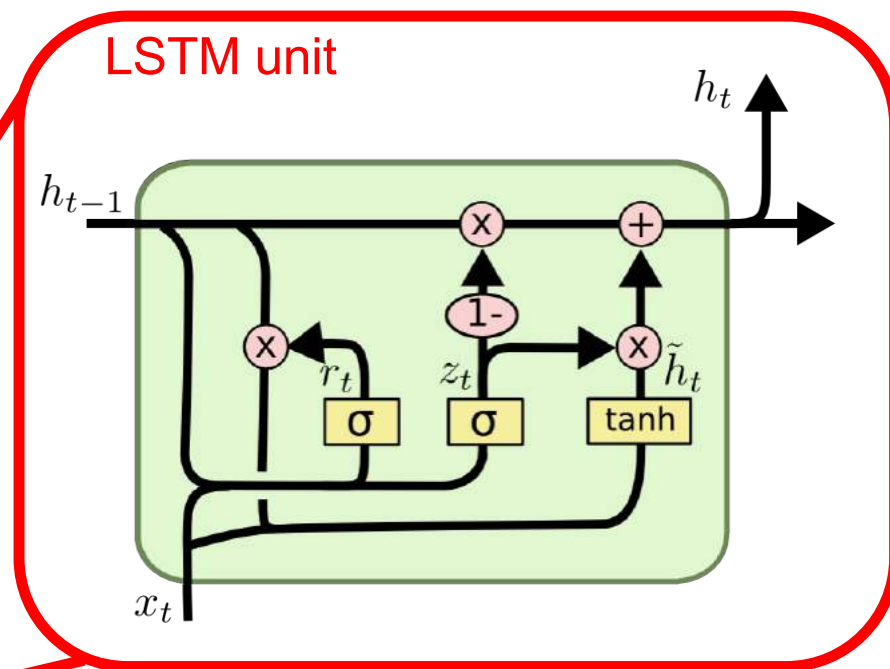 LSTM unit
h_t
h_{t−1}
x
+
1-
x
x
r_t
z_t
h̃_t
σ
σ
tanh
x_t